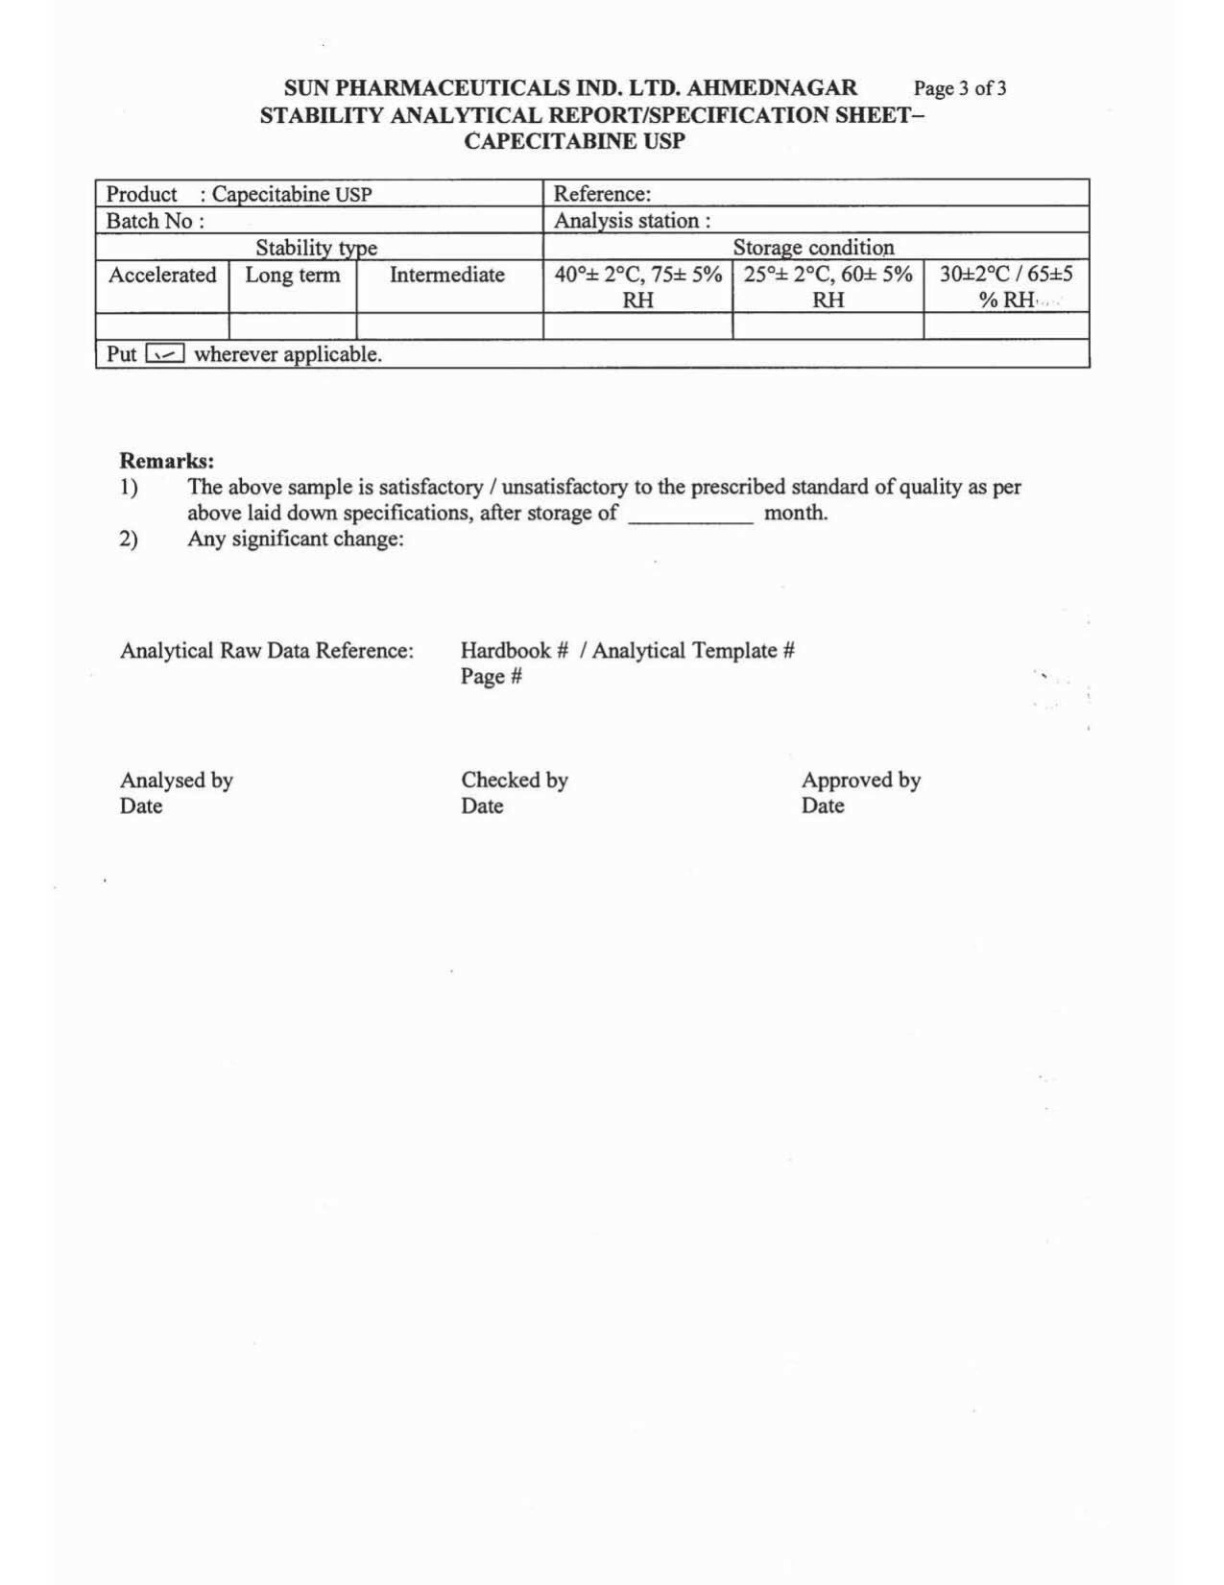 SUN PHARMACEUTICALS IND. LTD. AHMEDNAGAR Page 3 of 3
STABILITY ANALYTICAL REPORT/SPECIFICATION SHEET–
CAPECITABINE USP
Product : Capecitabine USP Reference:
Batch No : Analysis station :
Stability type Storage condition
Accelerated Long term Intermediate 40°± 2°C, 75± 5% 25°± 2°C, 60± 5% 30±2°C / 65±5
RH RH % RH
Put wherever applicable.
Remarks:
1) The above sample is satisfactory / unsatisfactory to the prescribed standard of quality as per
above laid down specifications, after storage of ___________ month.
2) Any significant change:
Analytical Raw Data Reference: Hardbook # / Analytical Template #
Page #
Analysed by Checked by Approved by
Date Date Date